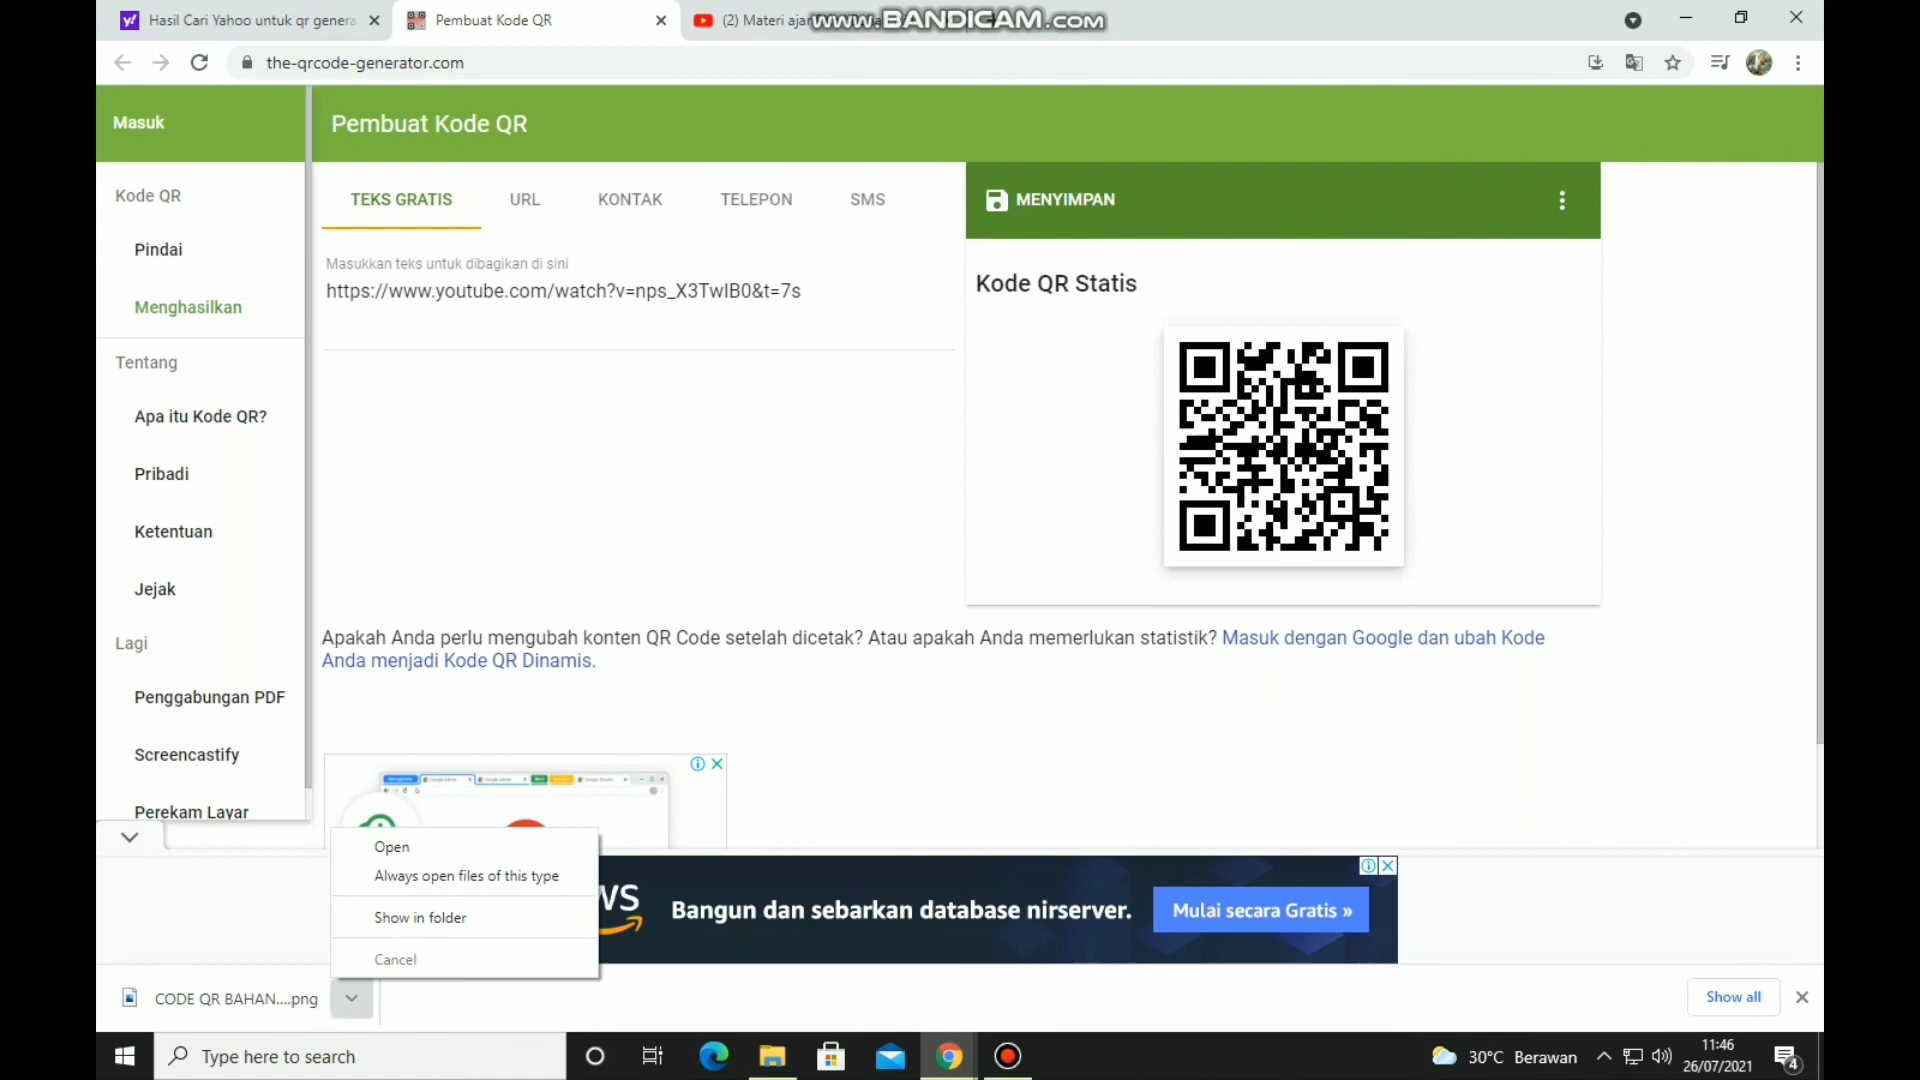 Hasil Cari Yahoo untuk qr genera
Pembuat Kode QR
(2) Materi ajar
www.BANDICAM.com
the-qrcode-generator.com
Masuk
Pembuat Kode QR
Kode QR
Pindai
Menghasilkan
Tentang
Apa itu Kode QR?
Pribadi
Ketentuan
Jejak
Lagi
Penggabungan PDF
Screencastify
Perekam Layar
TEKS GRATIS
URL
KONTAK
TELEPON
SMS
Masukkan teks untuk dibagikan di sini
https://www.youtube.com/watch?v=nps_X3TwIB0&t=7s
MENYIMPAN
Kode QR Statis
Apakah Anda perlu mengubah konten QR Code setelah dicetak? Atau apakah Anda memerlukan statistik? Masuk dengan Google dan ubah Kode
Anda menjadi Kode QR Dinamis.
Open
Always open files of this type
Show in folder
Cancel
WS
Bangun dan sebarkan database nirserver.
Mulai secara Gratis »
CODE QR BAHAN....png
Show all
Type here to search
30°C Berawan
11:46
26/07/2021
4